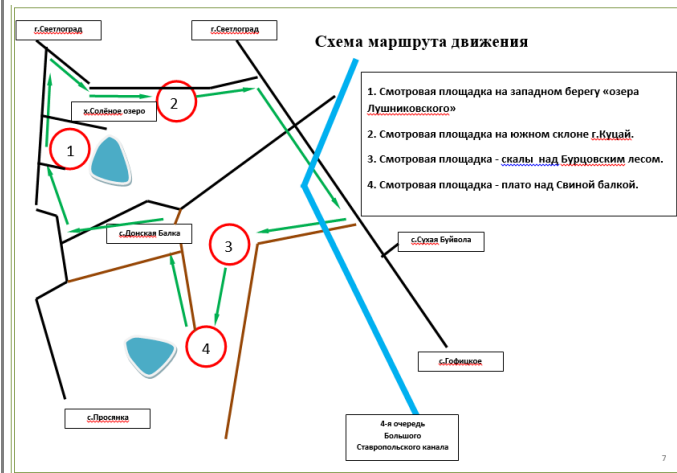 г.Светлоград
г.Светлоград
Схема маршрута движения
1. Смотровая площадка на западном берегу «озера
Лушниковского»
2. Смотровая площадка на южном склоне г.Куцай.
3. Смотровая площадка - скалы над Бурцовским лесом.
4. Смотровая площадка - плато над Свиной балкой.
2
х.Солёное озеро
1
с.Донская Балка
3
с.Сухая Буйвола
4
с.Гофицкое
с.Просянка
4-я очередь
Большого
Ставропольского канала
7